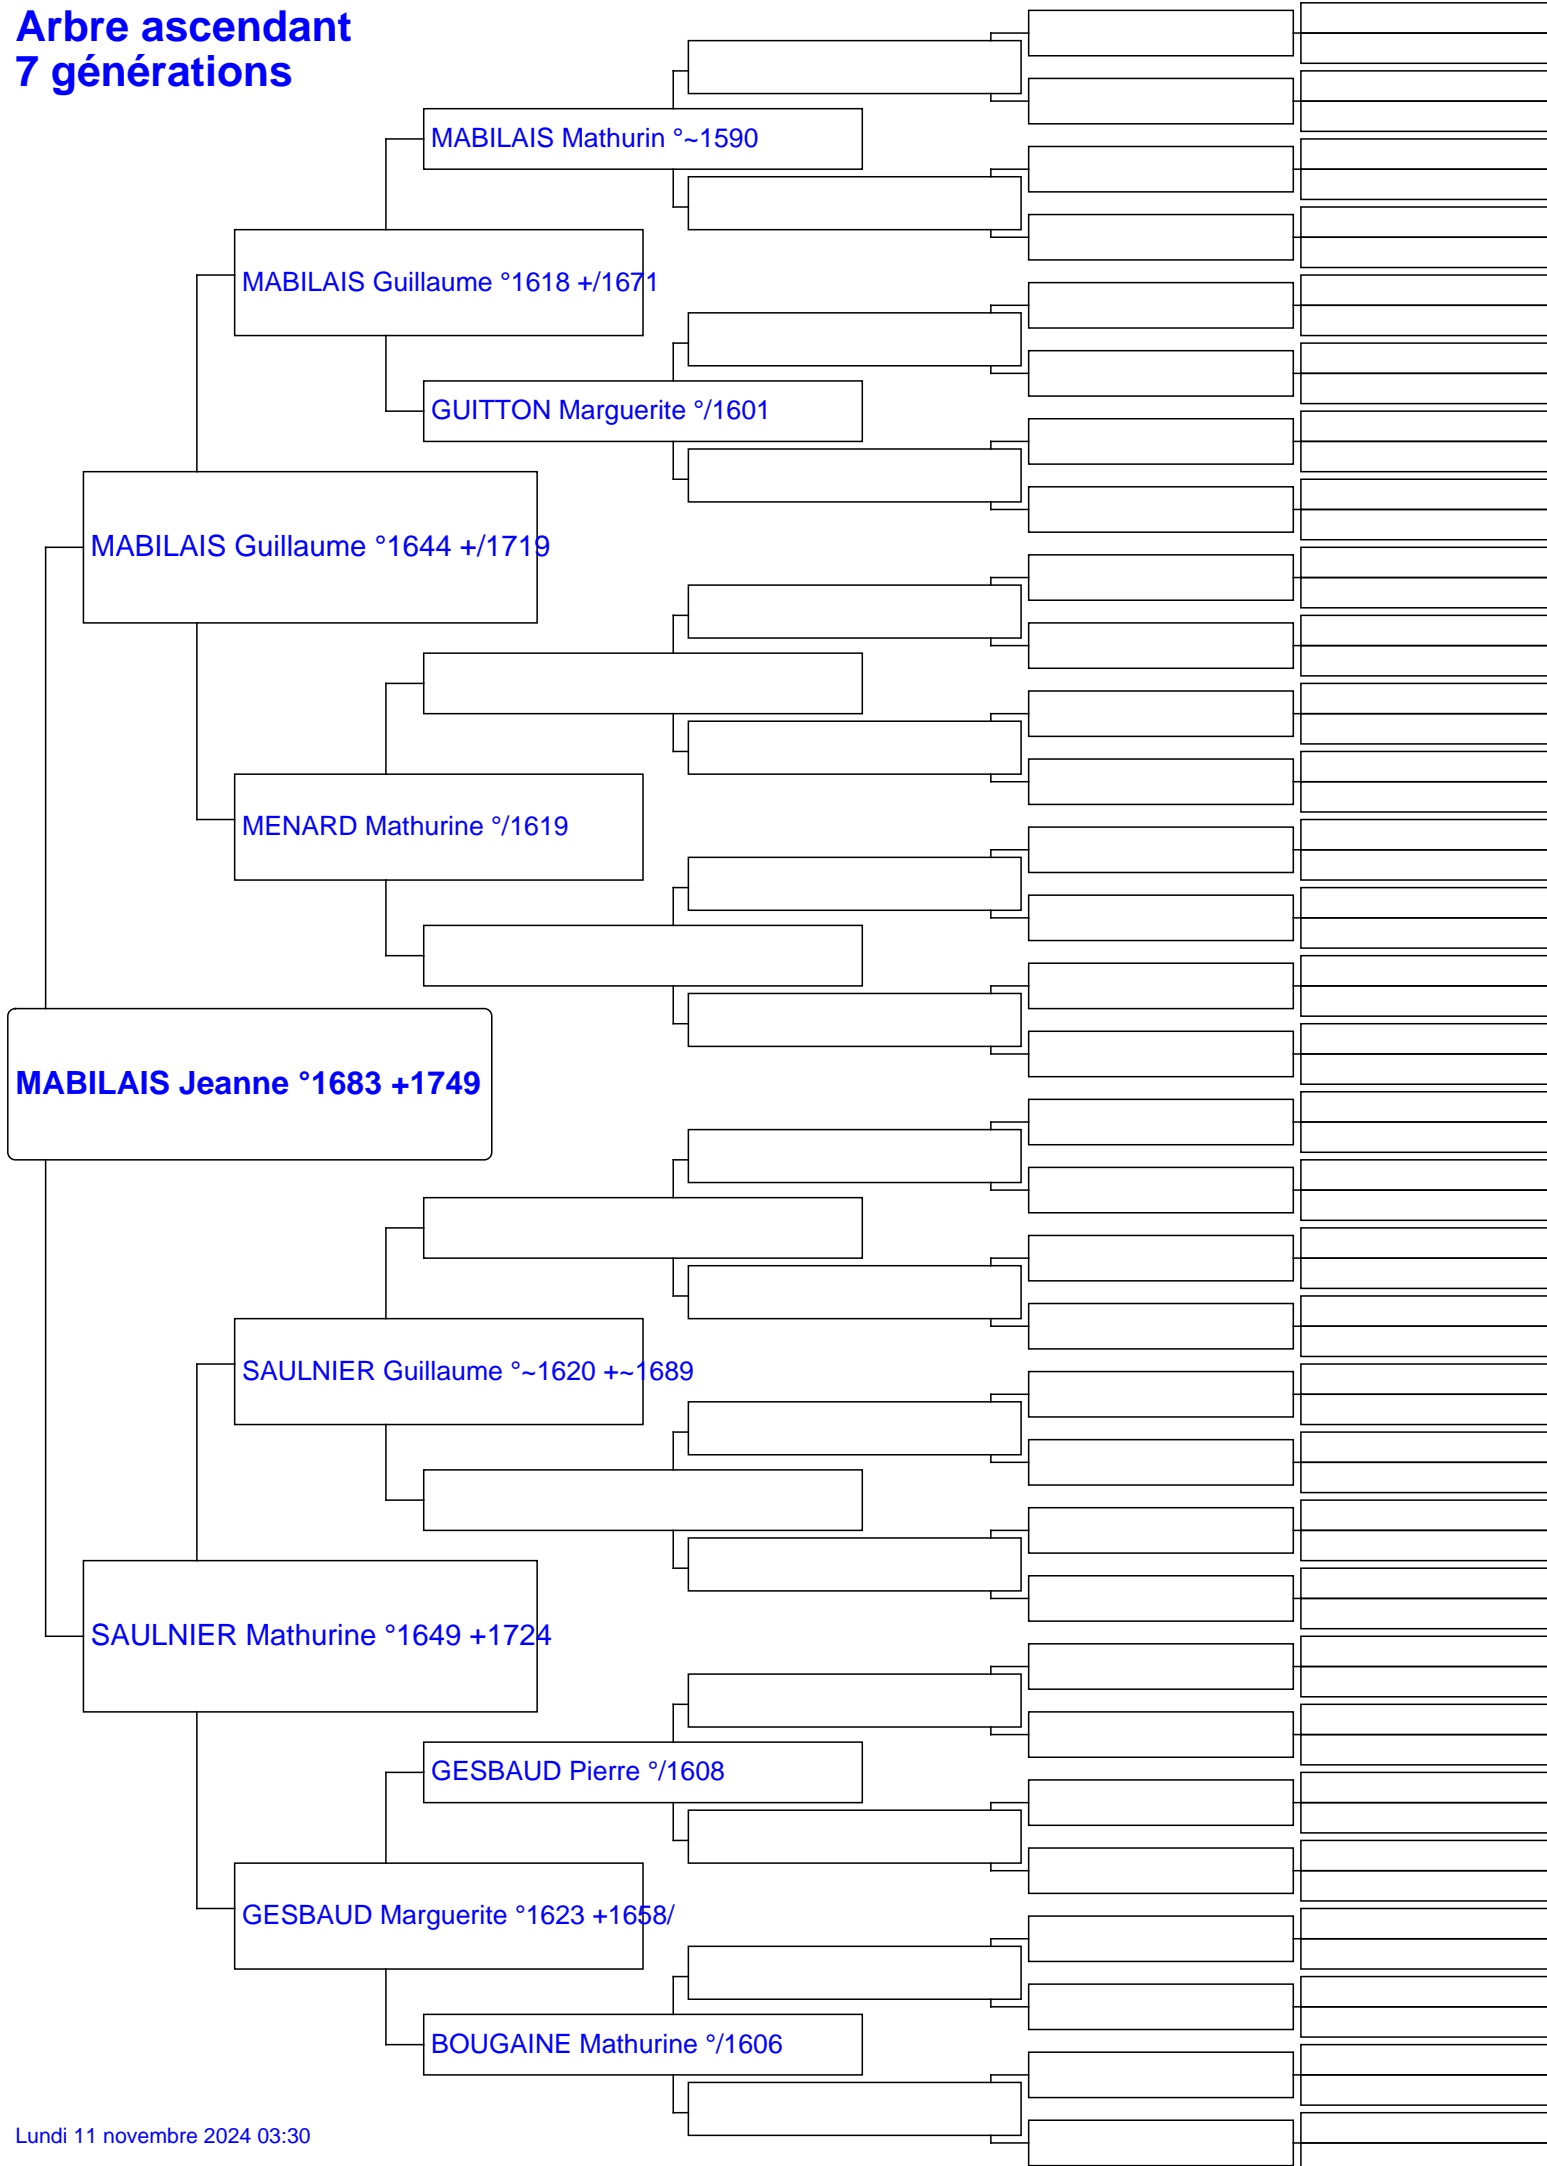 Arbre ascendant
7 générations
MABILAIS Mathurin °~1590
MABILAIS Guillaume °1618 +/1671
GUITTON Marguerite °/1601
MABILAIS Guillaume °1644 +/1719
MENARD Mathurine °/1619
MABILAIS Jeanne °1683 +1749
SAULNIER Guillaume °~1620 +~1689
SAULNIER Mathurine °1649 +1724
GESBAUD Pierre °/1608
GESBAUD Marguerite °1623 +1658/
BOUGAINE Mathurine °/1606
Lundi 11 novembre 2024 03:30